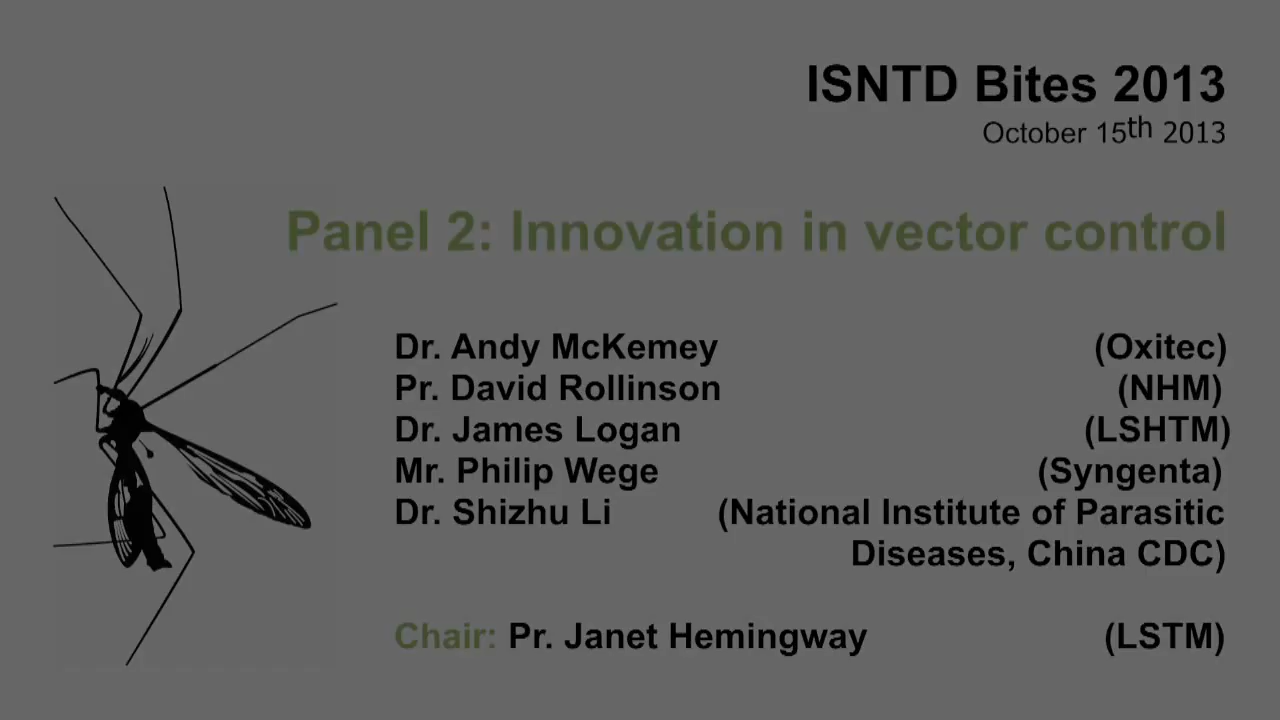 ISNTD Bites 2013
October 15th 2013
Panel 2: Innovation in vector control
Dr. Andy McKemey (Oxitec)
Pr. David Rollinson (NHM)
Dr. James Logan (LSHTM)
Mr. Philip Wege (Syngenta)
Dr. Shizhu Li (National Institute of Parasitic
Diseases, China CDC)
Chair: Pr. Janet Hemingway (LSTM)